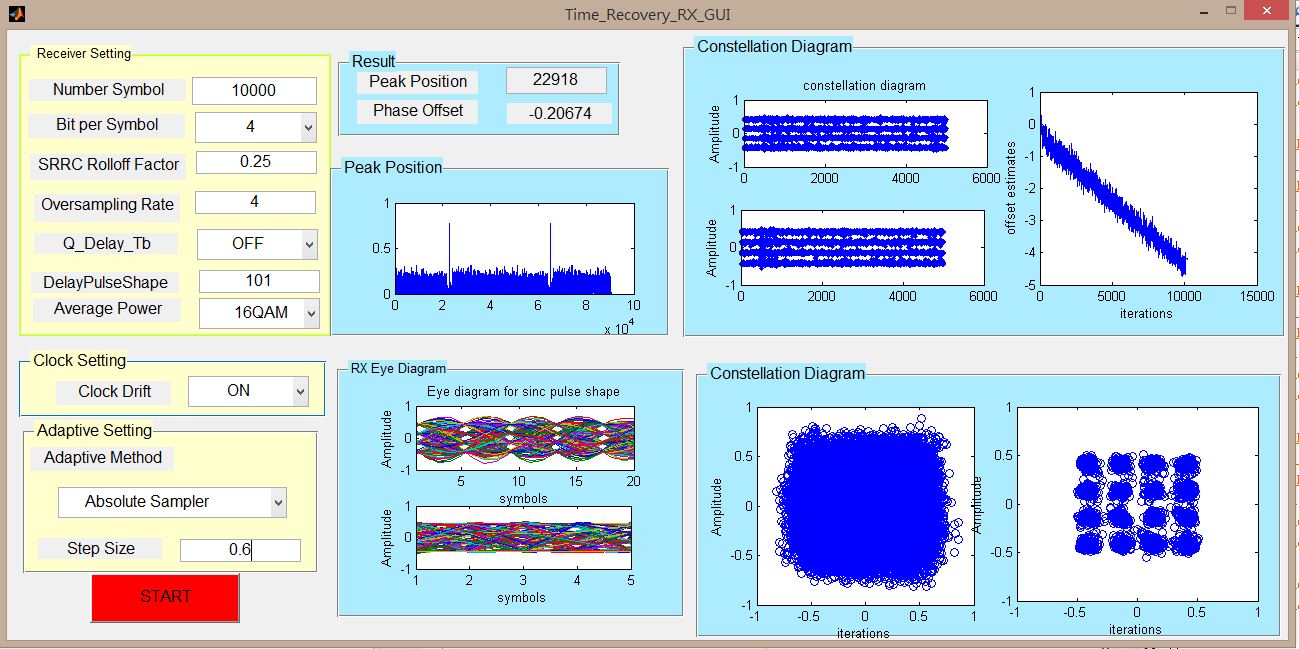 Time_Recovery_RX_GUI
Receiver Setting
Number Symbol 10000
Bit per Symbol 4
SRRC Rolloff Factor 0.25
Oversampling Rate 4
Q_Delay_Tb OFF
DelayPulseShape 101
Average Power 16QAM
Clock Setting
Clock Drift ON
Adaptive Setting
Adaptive Method
Absolute Sampler
Step Size 0.6
START
Result
Peak Position 22918
Phase Offset -0.20674
Peak Position
1
0.5
0
0 2 4 6 8 10
x 10^4
RX Eye Diagram
Eye diagram for sinc pulse shape
Amplitude
1
0
-1
5 10 15 20
symbols
Amplitude
1
0
-1
1 2 3 4 5
symbols
Constellation Diagram
constellation diagram
Amplitude
1
0
-1
0 2000 4000 6000
Amplitude
1
0
-1
0 2000 4000 6000
offset estimates
1
0
-1
-2
-3
-4
-5
0 5000 10000 15000
iterations
Constellation Diagram
Amplitude
1
0.5
0
-0.5
-1
-1 -0.5 0 0.5 1
iterations
Amplitude
1
0.5
0
-0.5
-1
-1 -0.5 0 0.5 1
iterations